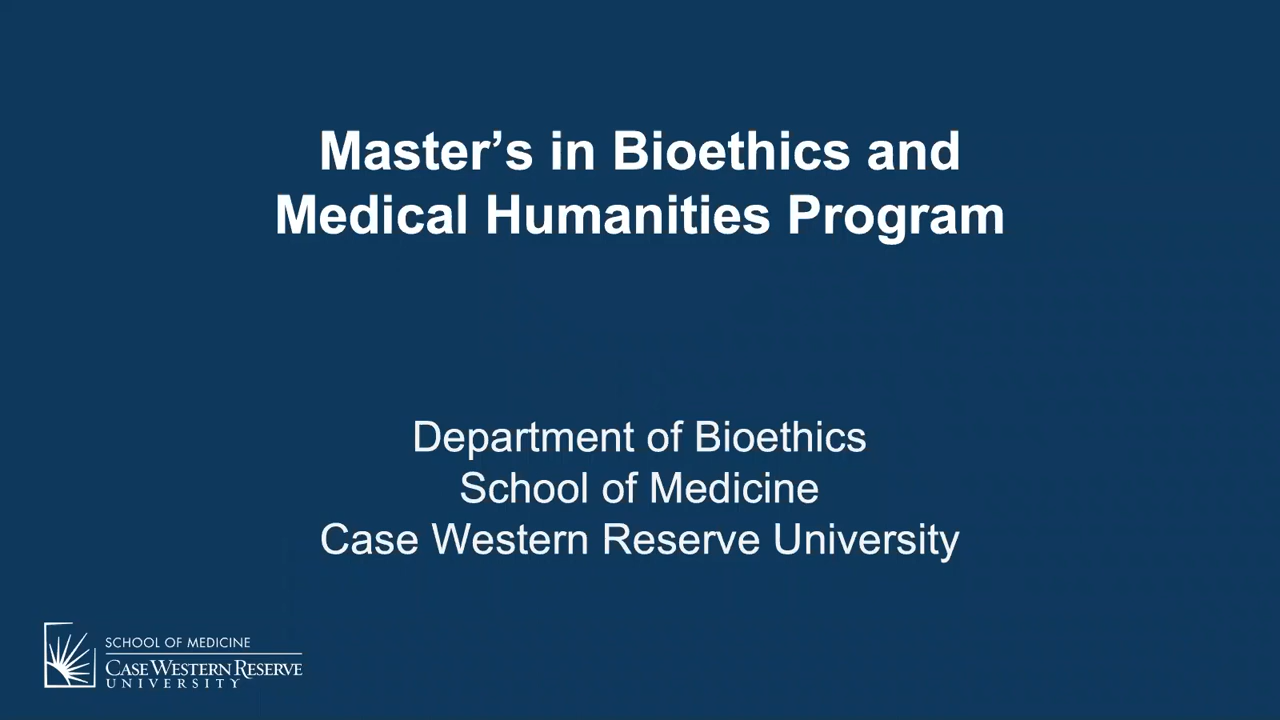 Master’s in Bioethics and
Medical Humanities Program
Department of Bioethics
School of Medicine
Case Western Reserve University
SCHOOL OF MEDICINE
CASE WESTERN RESERVE
UNIVERSITY